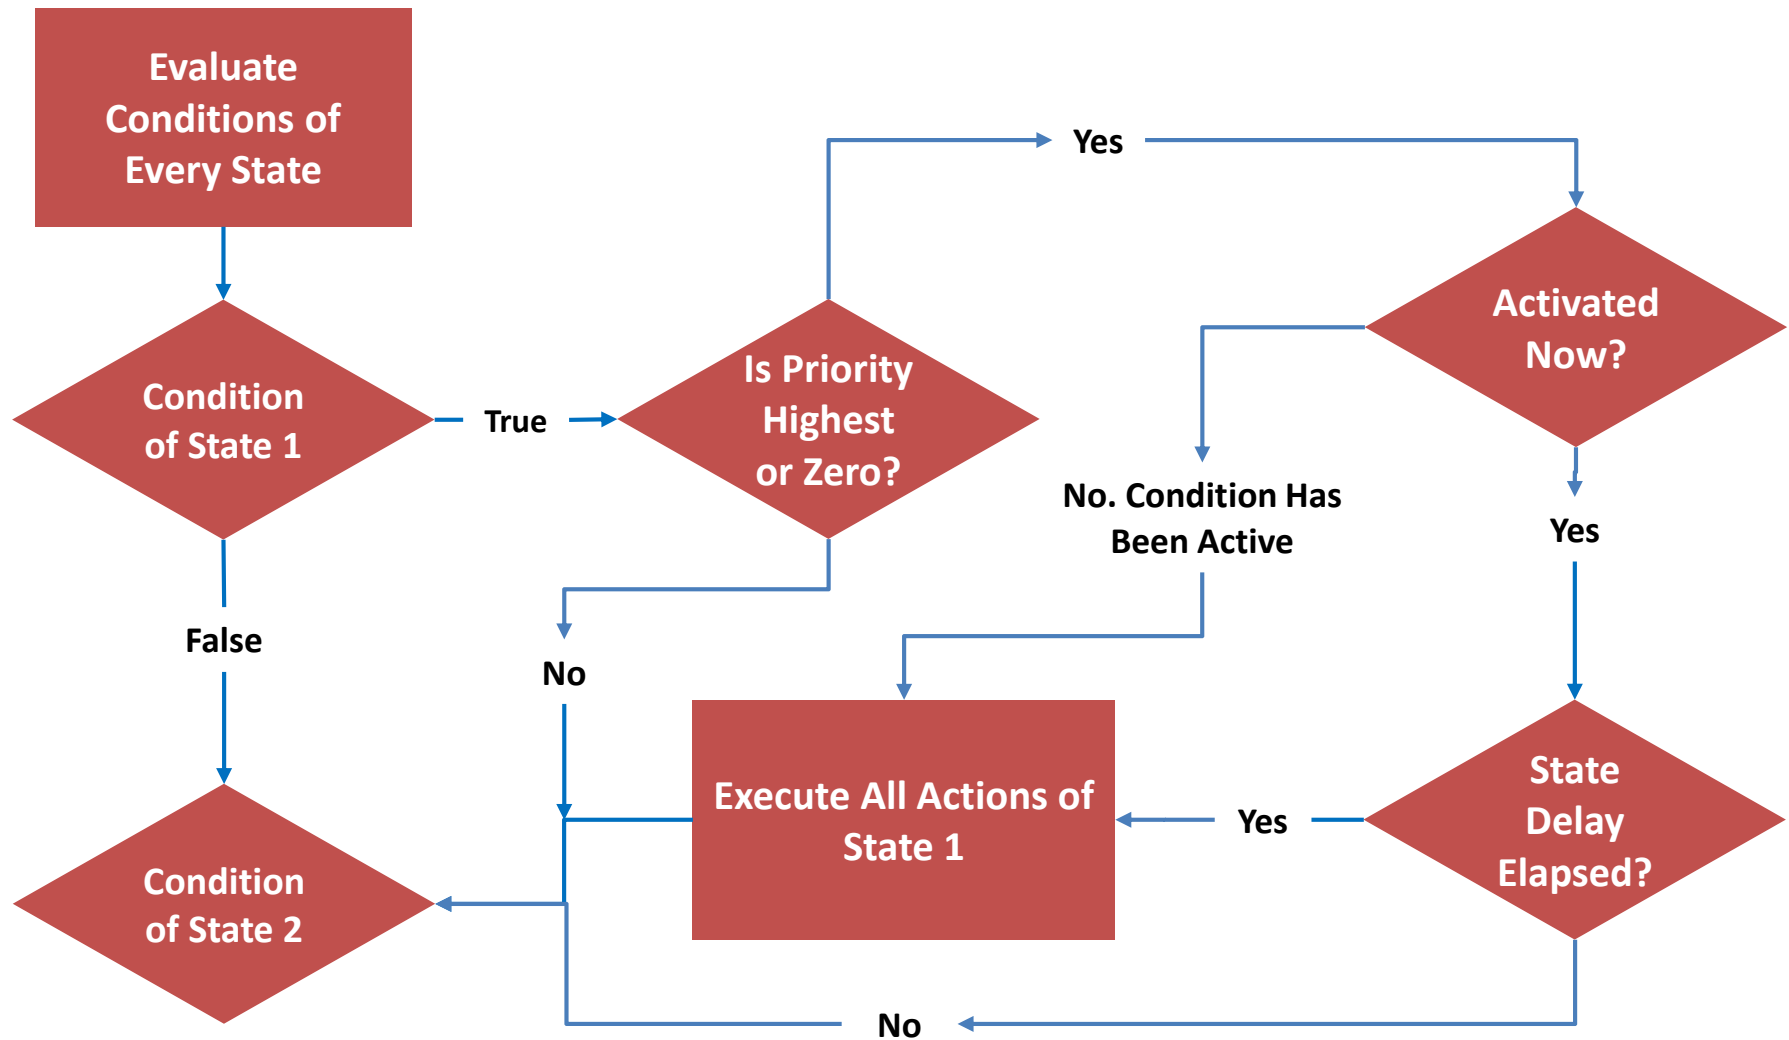 Evaluate
Conditions of
Every State
Yes
Activated
Now?
Is Priority
Highest
or Zero?
Condition
of State 1
True
No. Condition Has
Been Active
Yes
False
No
State
Delay
Elapsed?
Execute All Actions of
State 1
Yes
Condition
of State 2
No